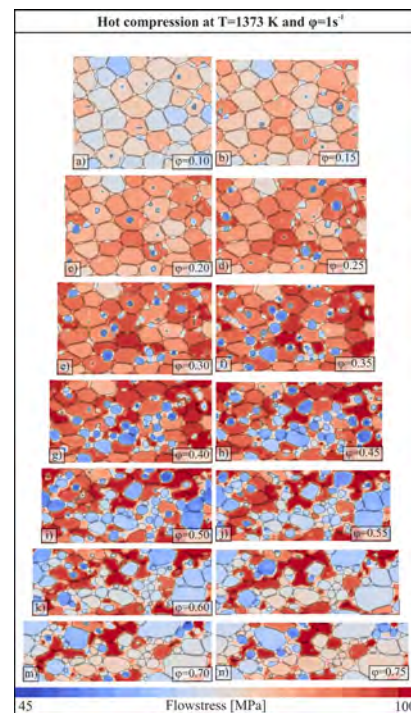 Hot compression at T=1373 K and φ=1s⁻¹
a) φ=0.10
b) φ=0.15
c) φ=0.20
d) φ=0.25
e) φ=0.30
f) φ=0.35
g) φ=0.40
h) φ=0.45
i) φ=0.50
j) φ=0.55
k) φ=0.60
l) φ=0.65
m) φ=0.70
n) φ=0.75
45 Flowstress [MPa] 100